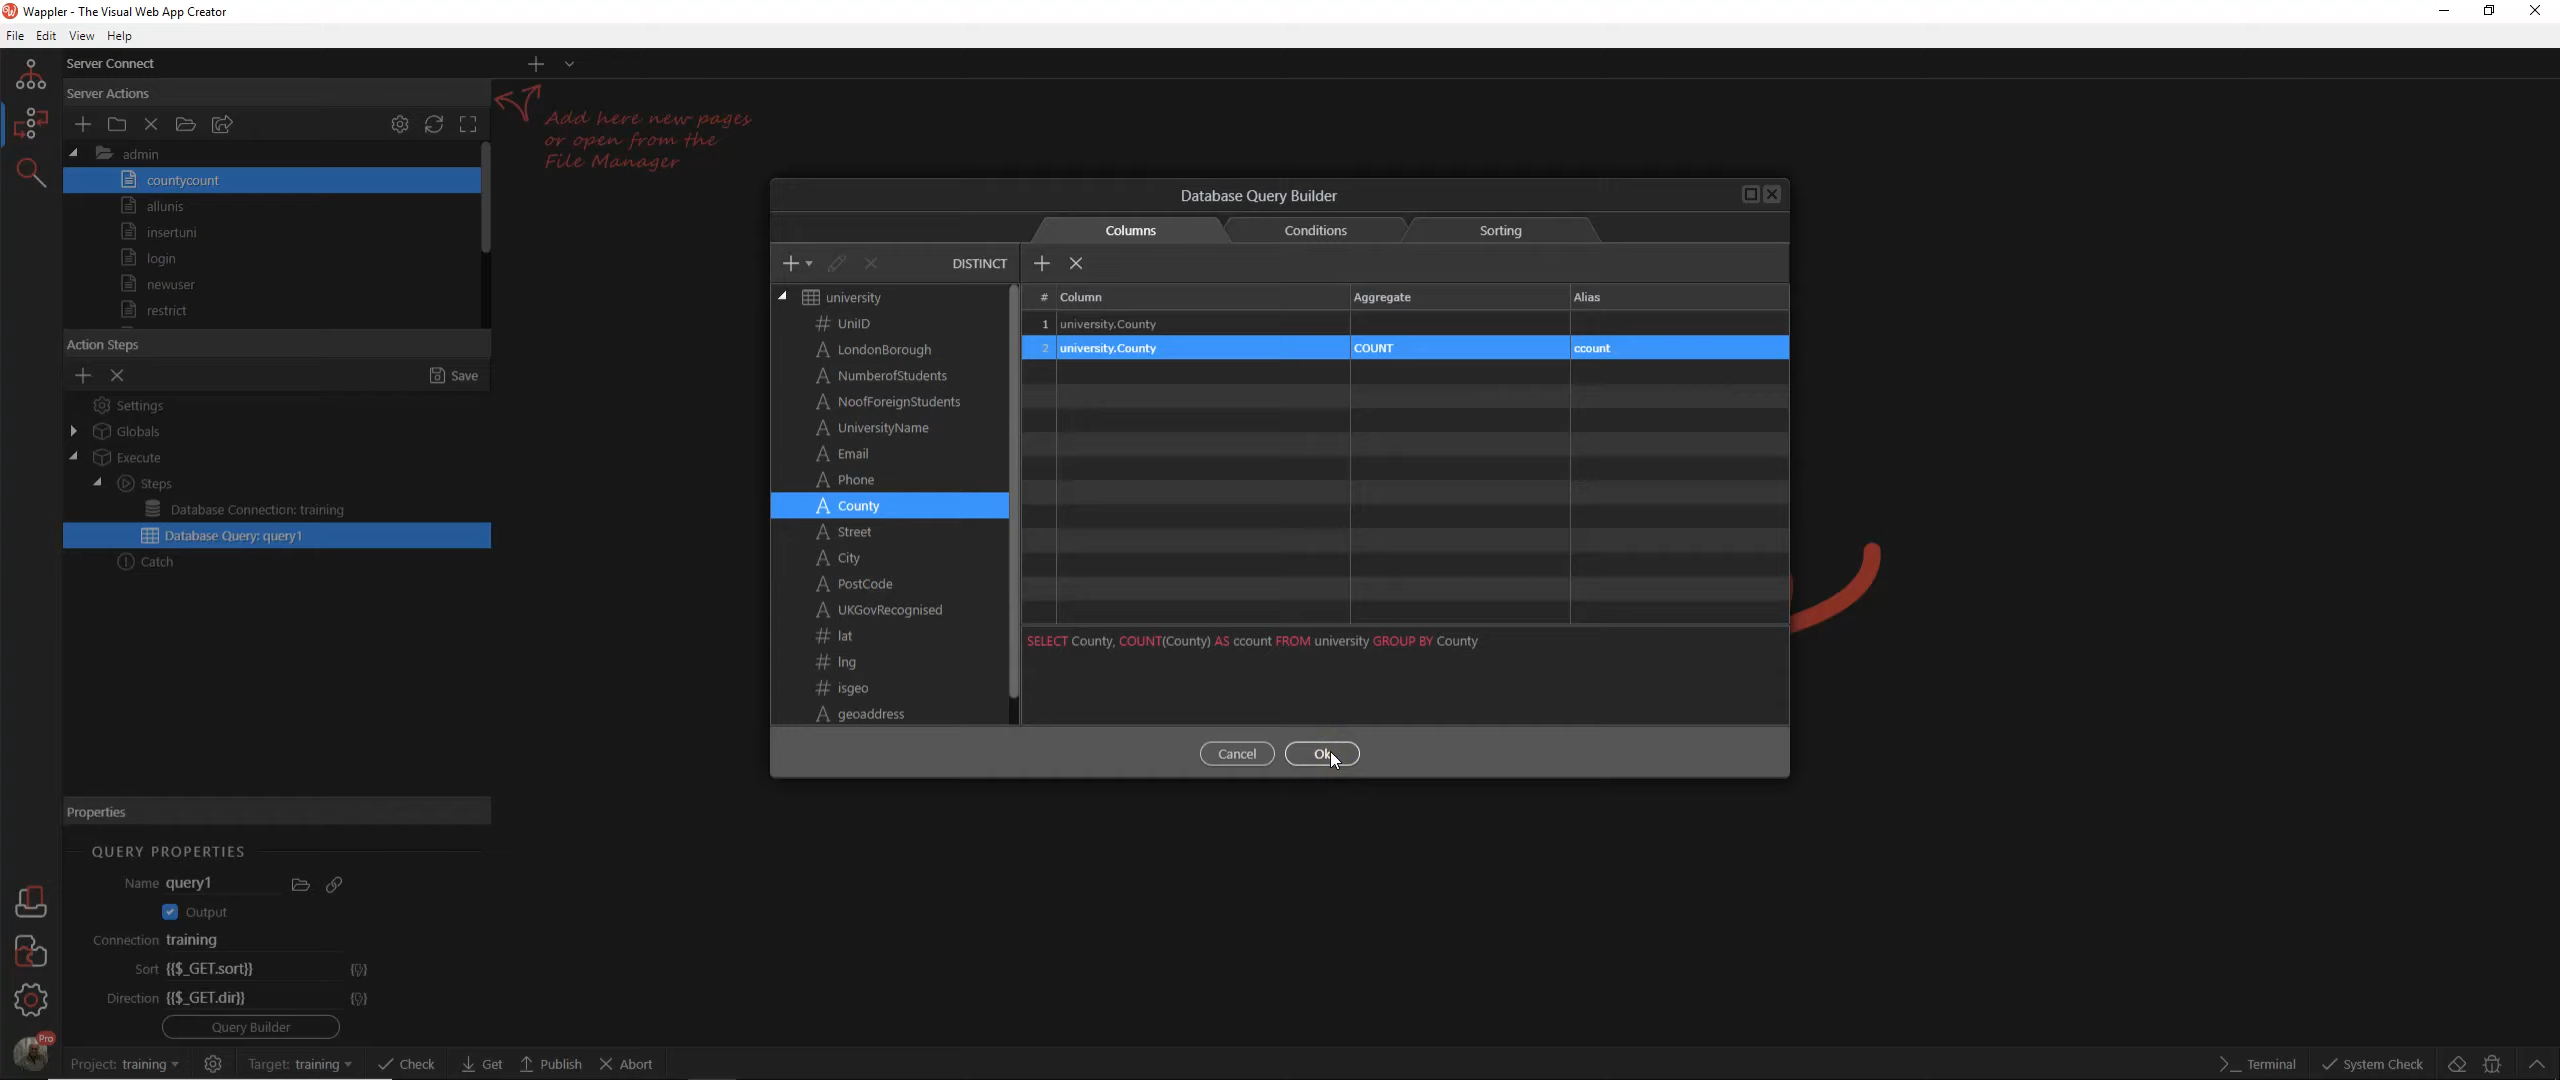 Wappler - The Visual Web App Creator
File Edit View Help
Server Connect
Server Actions
Add here new pages
or open from the
File Manager
admin
countycount
allunis
insertuni
login
newuser
restrict
Action Steps
Save
Settings
Globals
Execute
Steps
Database Connection: training
Database Query: query1
Catch
Properties
QUERY PROPERTIES
Name query1
Output
Connection training
Sort {{$_GET.sort}}
Direction {{$_GET.dir}}
Query Builder
Database Query Builder
Columns Conditions Sorting
DISTINCT
university
UniID
LondonBorough
NumberofStudents
NoofForeignStudents
UniversityName
Email
Phone
County
Street
City
PostCode
UKGovRecognised
lat
lng
isgeo
geoaddress
# Column Aggregate Alias
1 university.County
2 university.County COUNT ccount
SELECT County, COUNT(County) AS ccount FROM university GROUP BY County
Cancel Ok
Pro
Project: training Target: training Check Get Publish Abort Terminal System Check